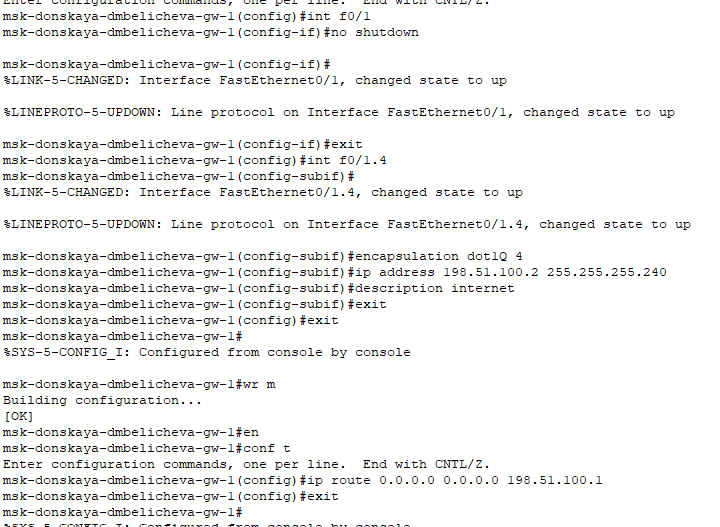 Enter configuration commands, one per line.  End with CNTL/Z.
msk-donskaya-dmbelicheva-gw-1(config)#int f0/1
msk-donskaya-dmbelicheva-gw-1(config-if)#no shutdown
msk-donskaya-dmbelicheva-gw-1(config-if)#
%LINK-5-CHANGED: Interface FastEthernet0/1, changed state to up
%LINEPROTO-5-UPDOWN: Line protocol on Interface FastEthernet0/1, changed state to up
msk-donskaya-dmbelicheva-gw-1(config-if)#exit
msk-donskaya-dmbelicheva-gw-1(config)#int f0/1.4
msk-donskaya-dmbelicheva-gw-1(config-subif)#
%LINK-5-CHANGED: Interface FastEthernet0/1.4, changed state to up
%LINEPROTO-5-UPDOWN: Line protocol on Interface FastEthernet0/1.4, changed state to up
msk-donskaya-dmbelicheva-gw-1(config-subif)#encapsulation dot1Q 4
msk-donskaya-dmbelicheva-gw-1(config-subif)#ip address 198.51.100.2 255.255.255.240
msk-donskaya-dmbelicheva-gw-1(config-subif)#description internet
msk-donskaya-dmbelicheva-gw-1(config-subif)#exit
msk-donskaya-dmbelicheva-gw-1(config)#exit
msk-donskaya-dmbelicheva-gw-1#
%SYS-5-CONFIG_I: Configured from console by console
msk-donskaya-dmbelicheva-gw-1#wr m
Building configuration...
[OK]
msk-donskaya-dmbelicheva-gw-1#en
msk-donskaya-dmbelicheva-gw-1#conf t
Enter configuration commands, one per line.  End with CNTL/Z.
msk-donskaya-dmbelicheva-gw-1(config)#ip route 0.0.0.0 0.0.0.0 198.51.100.1
msk-donskaya-dmbelicheva-gw-1(config)#exit
msk-donskaya-dmbelicheva-gw-1#
%SYS-5-CONFIG_I: Configured from console by console